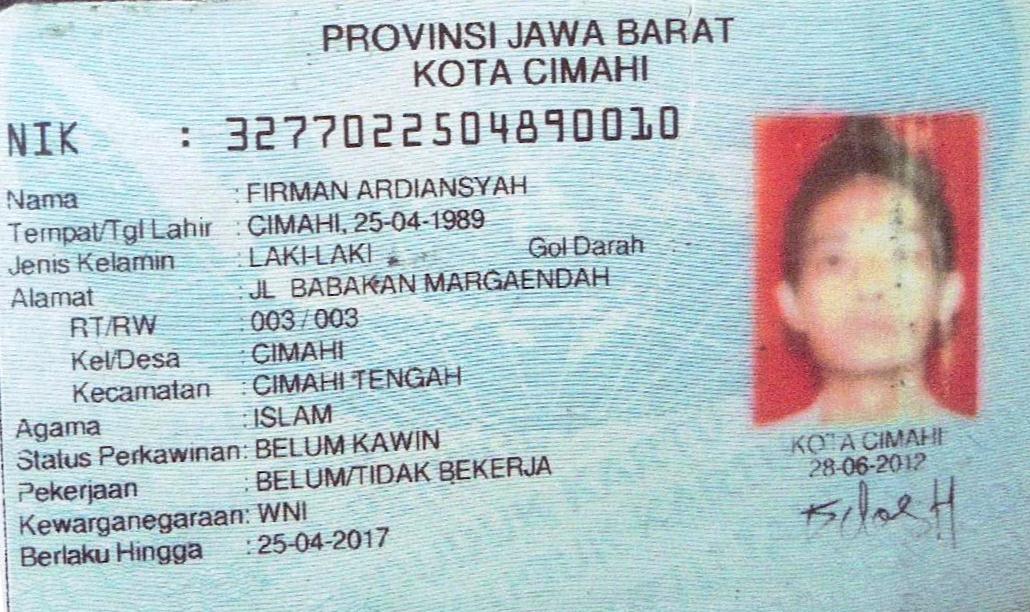 PROVINSI JAWA BARAT
KOTA CIMAHI
NIK : 3277022504890010
Nama : FIRMAN ARDIANSYAH
Tempat/Tgl Lahir : CIMAHI, 25-04-1989
Jenis Kelamin : LAKI-LAKI Gol Darah : -
Alamat : JL BABAKAN MARGAENDAH
RT/RW : 003 / 003
Kel/Desa : CIMAHI
Kecamatan : CIMAHI TENGAH
Agama : ISLAM
Status Perkawinan: BELUM KAWIN
Pekerjaan : BELUM/TIDAK BEKERJA
Kewarganegaraan: WNI
Berlaku Hingga : 25-04-2017
KOTA CIMAHI
28-06-2012